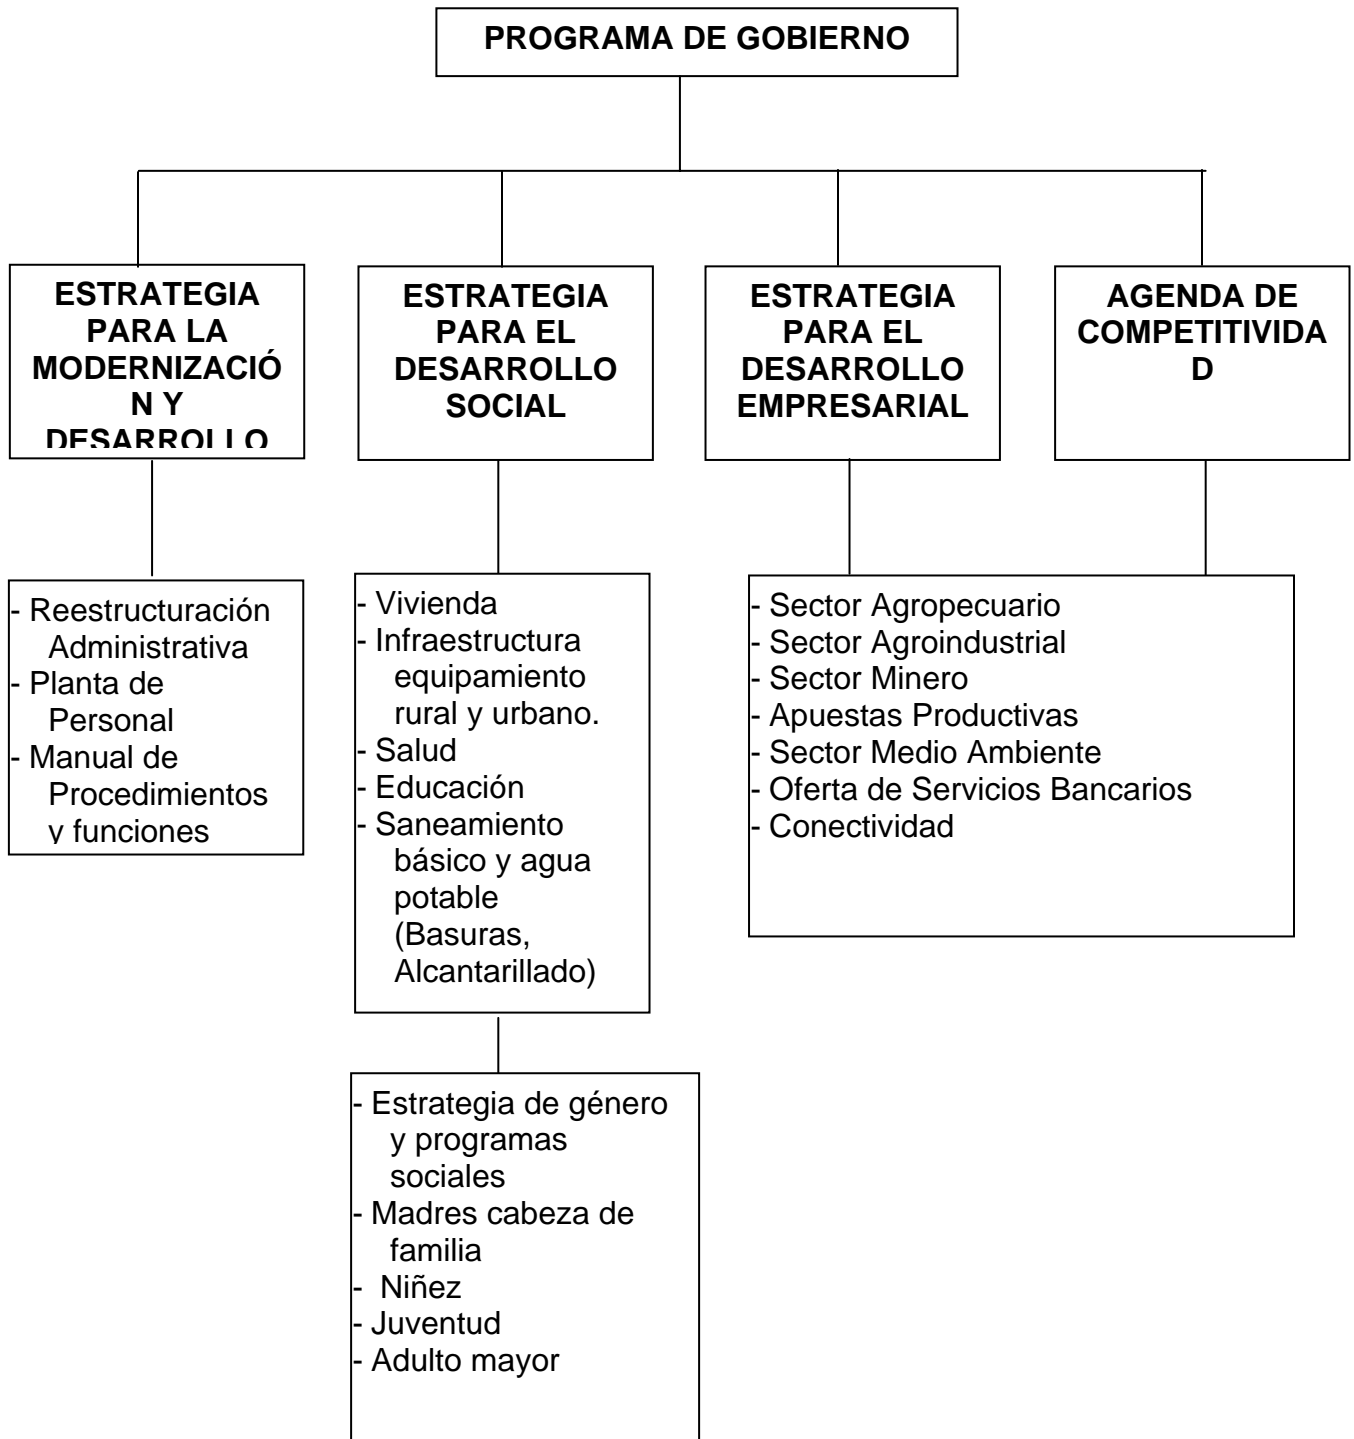 PROGRAMA DE GOBIERNO
ESTRATEGIA
PARA LA
MODERNIZACIÓ
N Y
DESARROLLO
ESTRATEGIA
PARA EL
DESARROLLO
SOCIAL
ESTRATEGIA
PARA EL
DESARROLLO
EMPRESARIAL
AGENDA DE
COMPETITIVIDA
D
- Reestructuración
Administrativa
- Planta de
Personal
- Manual de
Procedimientos
y funciones
- Vivienda
- Infraestructura
equipamiento
rural y urbano.
- Salud
- Educación
- Saneamiento
básico y agua
potable
(Basuras,
Alcantarillado)
- Sector Agropecuario
- Sector Agroindustrial
- Sector Minero
- Apuestas Productivas
- Sector Medio Ambiente
- Oferta de Servicios Bancarios
- Conectividad
- Estrategia de género
y programas
sociales
- Madres cabeza de
familia
- Niñez
- Juventud
- Adulto mayor